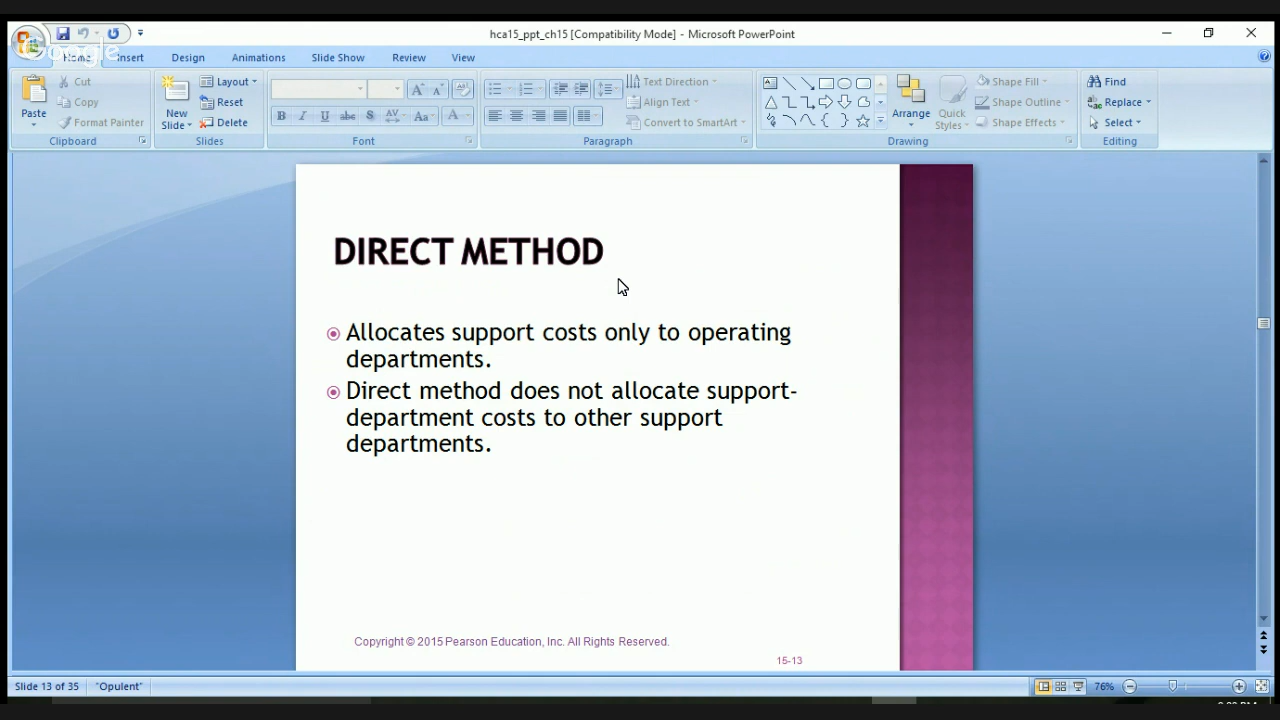 hca15_ppt_ch15 [Compatibility Mode] - Microsoft PowerPoint
Google
Home Insert Design Animations Slide Show Review View
Cut
Copy
Format Painter
Paste
Clipboard
New Slide
Layout
Reset
Delete
Slides
B I U abc S AV Aa A
Font
Text Direction
Align Text
Convert to SmartArt
Paragraph
Arrange
Quick Styles
Shape Fill
Shape Outline
Shape Effects
Drawing
Find
Replace
Select
Editing
DIRECT METHOD
Allocates support costs only to operating
departments.
Direct method does not allocate support-
department costs to other support
departments.
Copyright © 2015 Pearson Education, Inc. All Rights Reserved.
15-13
Slide 13 of 35 "Opulent" 76%